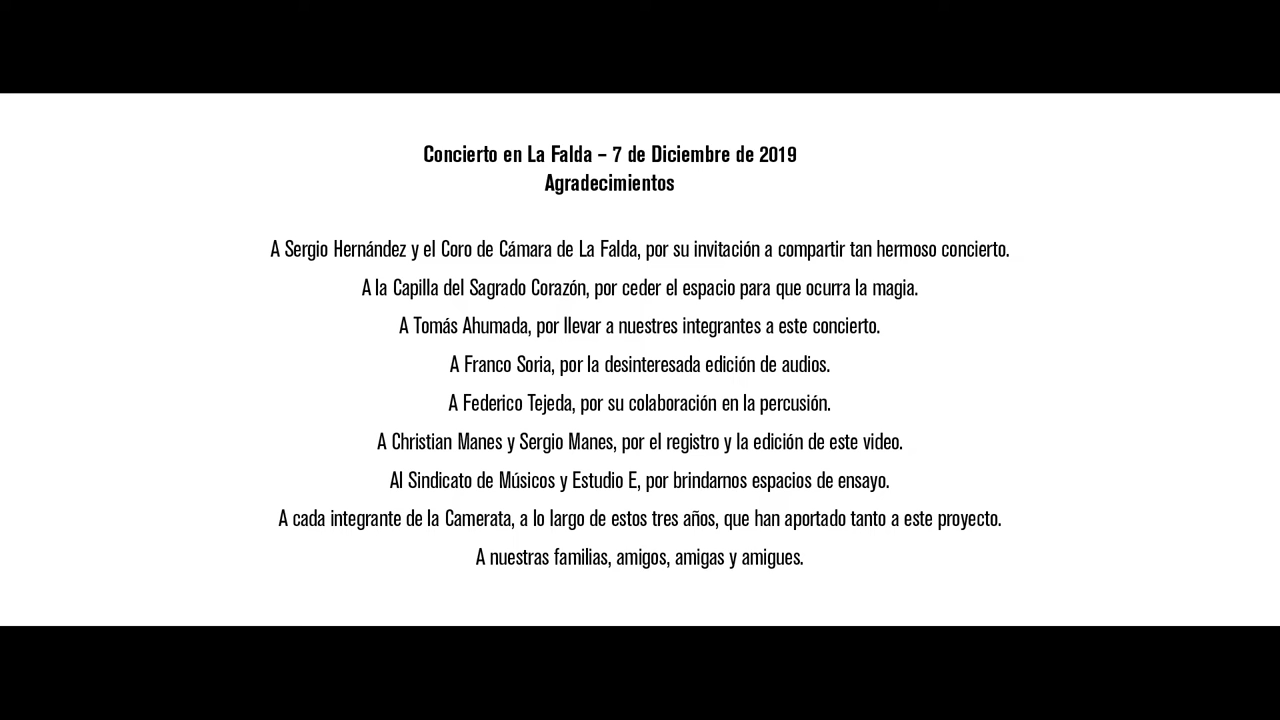 Concierto en La Falda – 7 de Diciembre de 2019
Agradecimientos
A Sergio Hernández y el Coro de Cámara de La Falda, por su invitación a compartir tan hermoso concierto.
A la Capilla del Sagrado Corazón, por ceder el espacio para que ocurra la magia.
A Tomás Ahumada, por llevar a nuestres integrantes a este concierto.
A Franco Soria, por la desinteresada edición de audios.
A Federico Tejeda, por su colaboración en la percusión.
A Christian Manes y Sergio Manes, por el registro y la edición de este video.
Al Sindicato de Músicos y Estudio E, por brindarnos espacios de ensayo.
A cada integrante de la Camerata, a lo largo de estos tres años, que han aportado tanto a este proyecto.
A nuestras familias, amigos, amigas y amigues.